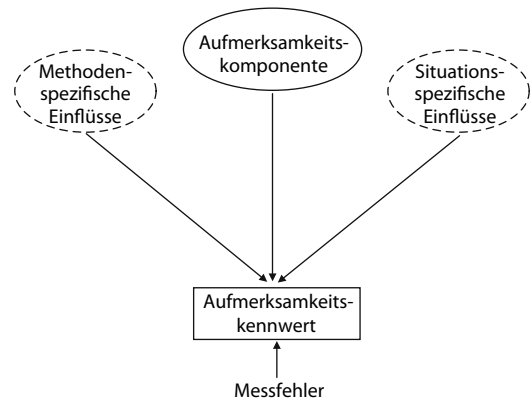 Aufmerksamkeits-
komponente
Methoden-
spezifische
Einflüsse
Situations-
spezifische
Einflüsse
Aufmerksamkeits-
kennwert
Messfehler